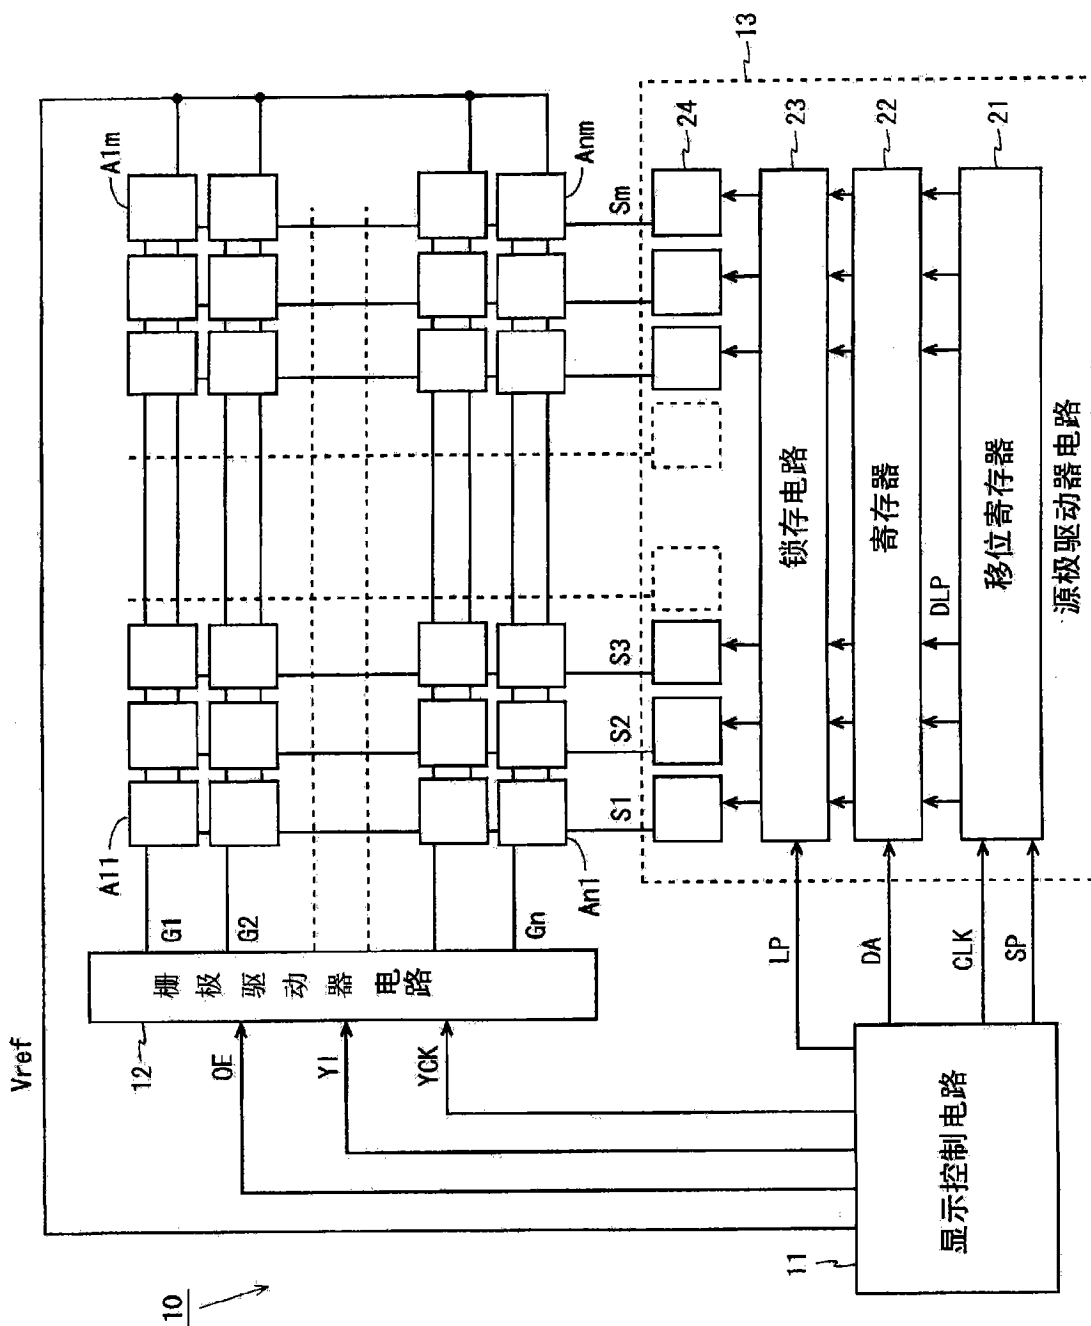 10
Vref
12
栅极驱动器电路
OE
YI
YCK
G1
G2
Gn
A11
A1m
An1
Anm
S1
S2
S3
Sm
13
24
锁存电路
23
寄存器
22
DLP
移位寄存器
21
源极驱动器电路
LP
DA
CLK
SP
11
显示控制电路